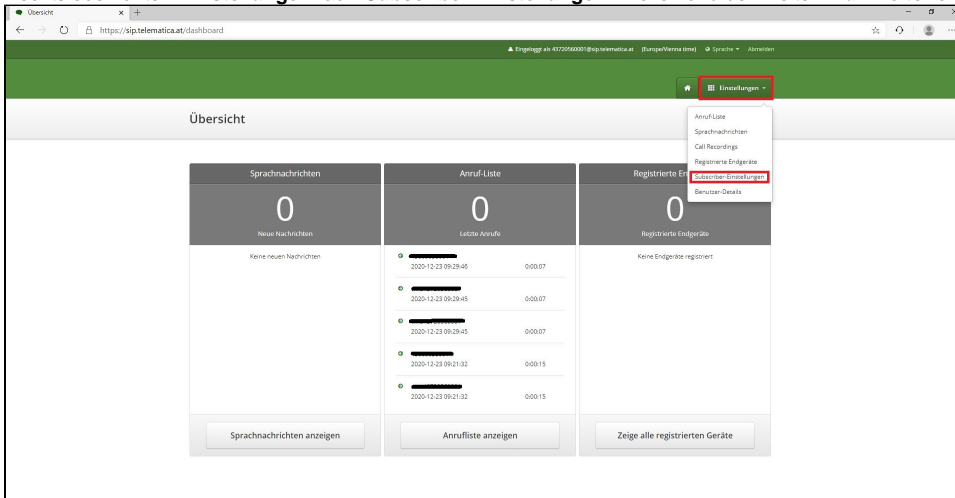 Übersicht
https://sip.telematica.at/dashboard
Eingeloggt als 43720560001@sip.telematica.at (Europe/Vienna time) Sprache Abmelden
Einstellungen
Übersicht
Anruf-Liste
Sprachnachrichten
Call Recordings
Registrierte Endgeräte
Subscriber-Einstellungen
Benutzer-Details
Sprachnachrichten
0
Neue Nachrichten
Keine neuen Nachrichten
Sprachnachrichten anzeigen
Anruf-Liste
0
Letzte Anrufe
2020-12-23 09:29:46 0:00:07
2020-12-23 09:29:45 0:00:07
2020-12-23 09:29:45 0:00:07
2020-12-23 09:21:32 0:00:15
2020-12-23 09:21:32 0:00:15
Anrufliste anzeigen
Registrierte
0
Registrierte Endgeräte
Keine Endgeräte registriert
Zeige alle registrierten Geräte